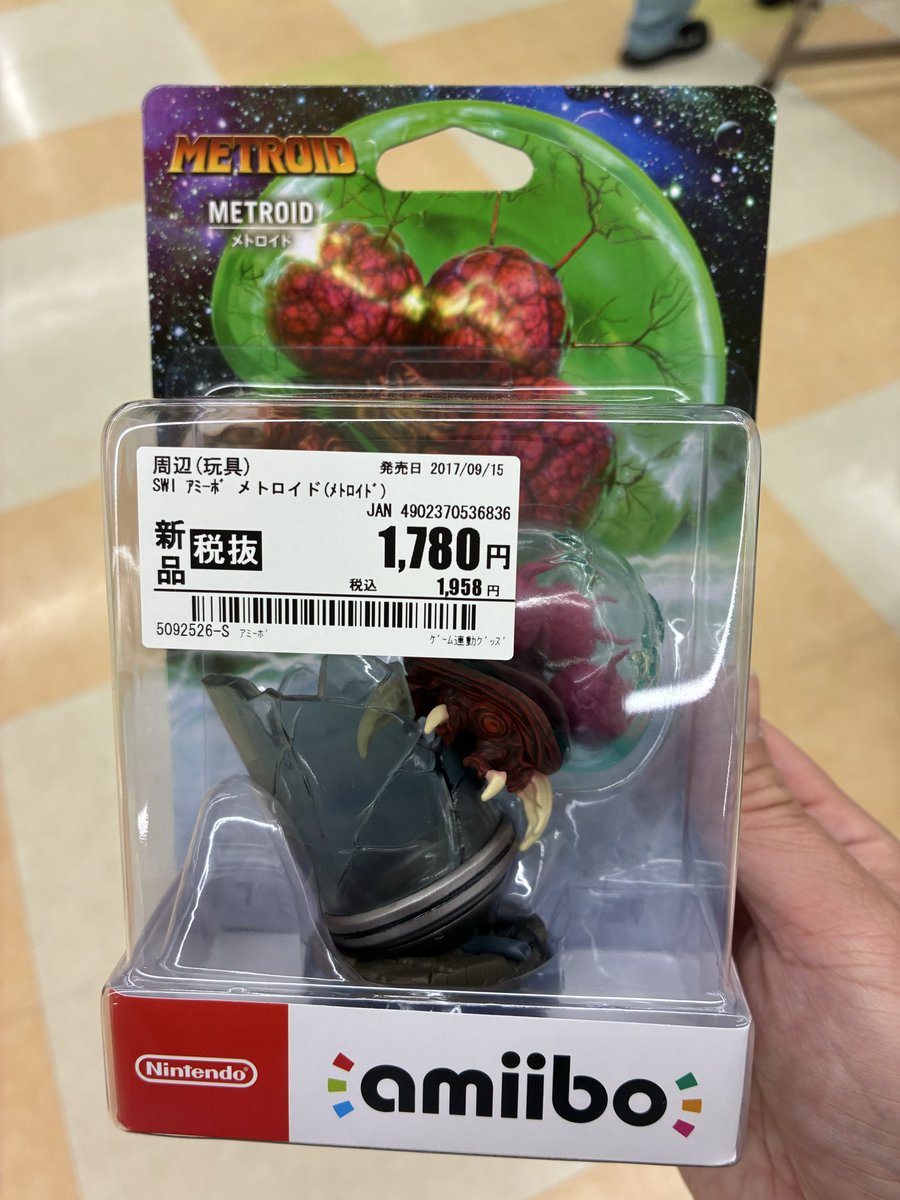 METROID
METROID
メトロイド
周辺(玩具)
発売日 2017/09/15
SWI ｱﾐｰﾎﾞ メトロイド(ﾒﾄﾛｲﾄﾞ)
JAN 4902370536836
新品 税抜 1,780円
税込 1,958円
5092526-S ｱﾐｰﾎﾞ ｹﾞｰﾑ連動ｸﾞｯｽﾞ
Nintendo
amiibo